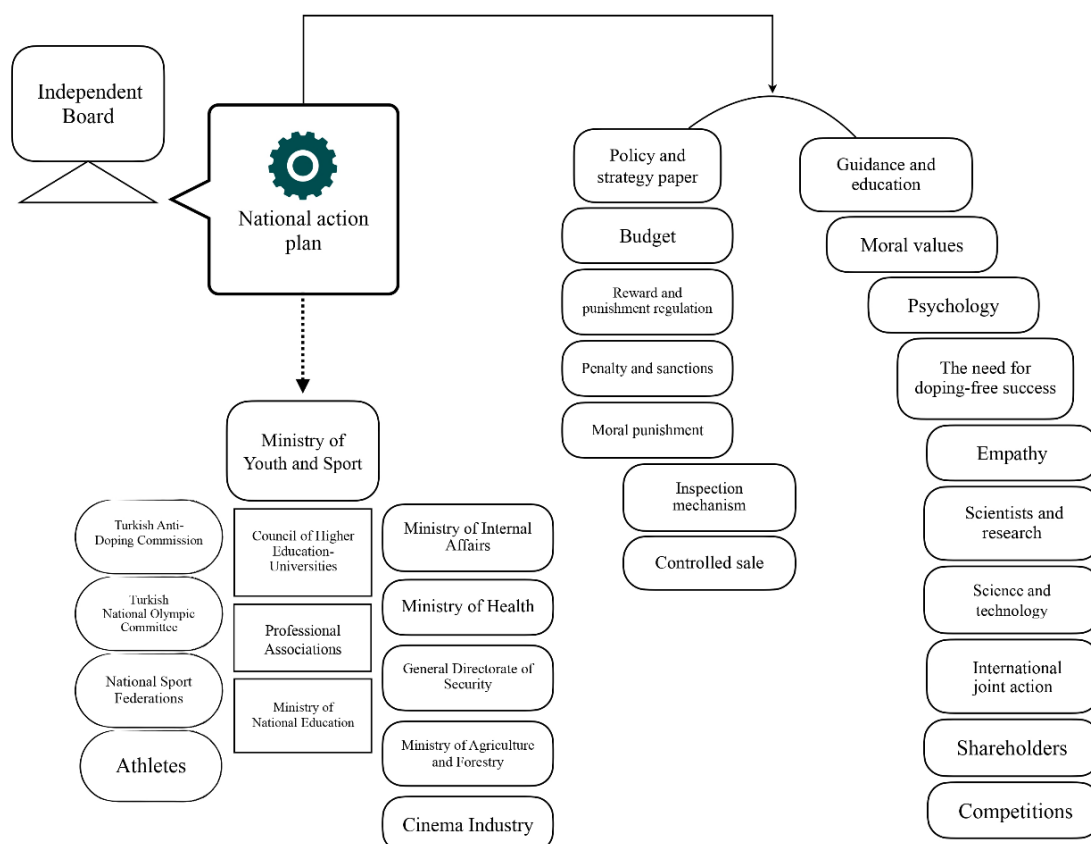 Independent
Board
National action
plan
Policy and
strategy paper
Budget
Reward and
punishment regulation
Penalty and sanctions
Moral punishment
Inspection
mechanism
Controlled sale
Guidance and
education
Moral values
Psychology
The need for
doping-free success
Empathy
Scientists and
research
Science and
technology
International
joint action
Shareholders
Competitions
Ministry of
Youth and Sport
Turkish Anti-
Doping Commission
Turkish
National Olympic
Committee
National Sport
Federations
Athletes
Council of Higher
Education-
Universities
Professional
Associations
Ministry of
National Education
Ministry of Internal
Affairs
Ministry of Health
General Directorate of
Security
Ministry of Agriculture
and Forestry
Cinema Industry